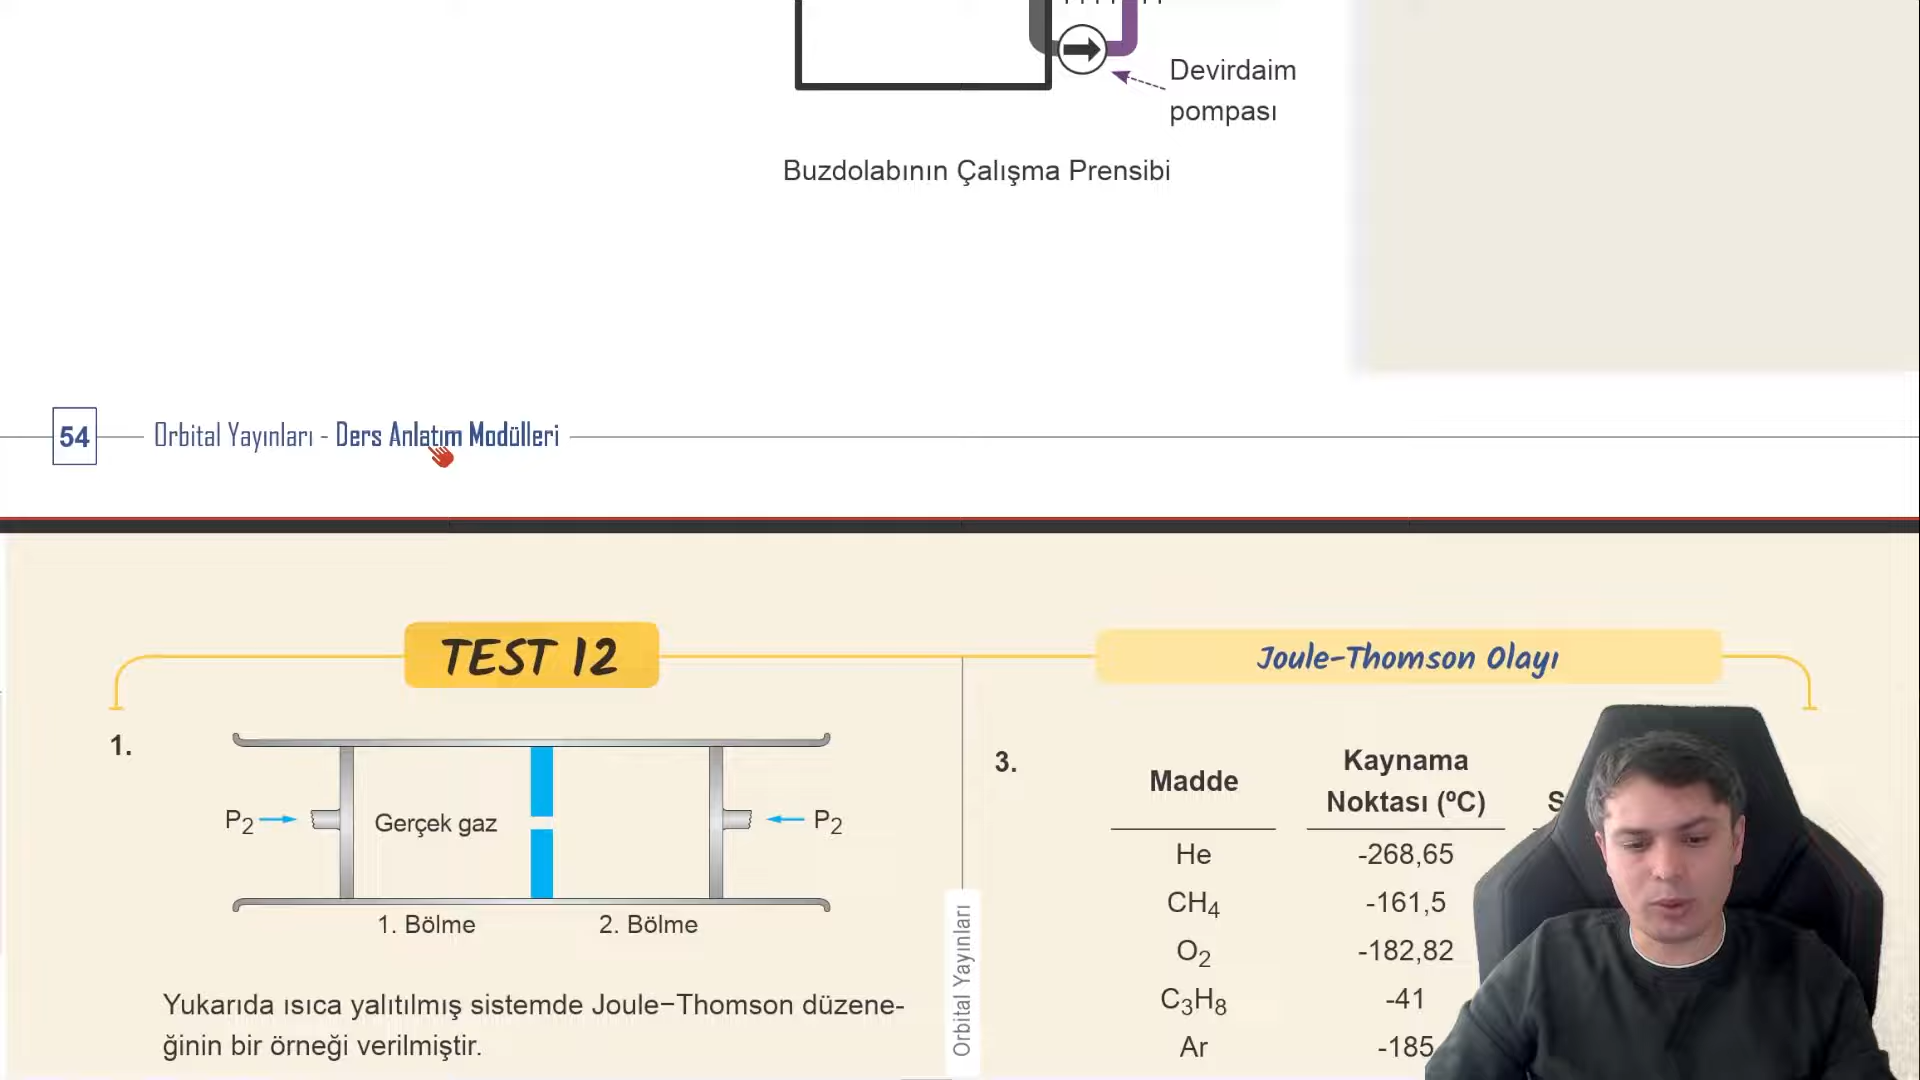 Devirdaim
pompası
Buzdolabının Çalışma Prensibi
54
Orbital Yayınları - Ders Anlatım Modülleri
TEST 12
Joule-Thomson Olayı
1.
P2
Gerçek gaz
P2
1. Bölme
2. Bölme
Yukarıda ısıca yalıtılmış sistemde Joule−Thomson düzene-
ğinin bir örneği verilmiştir.
Orbital Yayınları
3.
Madde
Kaynama
Noktası (ºC)
He -268,65
CH4 -161,5
O2 -182,82
C3H8 -41
Ar -185